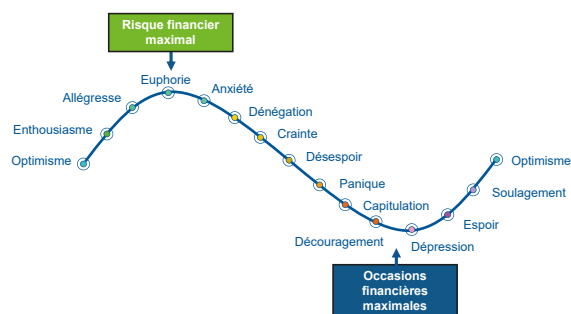 Risque financier
maximal
Euphorie
Anxiété
Allégresse
Dénégation
Enthousiasme
Crainte
Optimisme
Désespoir
Optimisme
Panique
Soulagement
Capitulation
Espoir
Découragement
Dépression
Occasions
financières
maximales